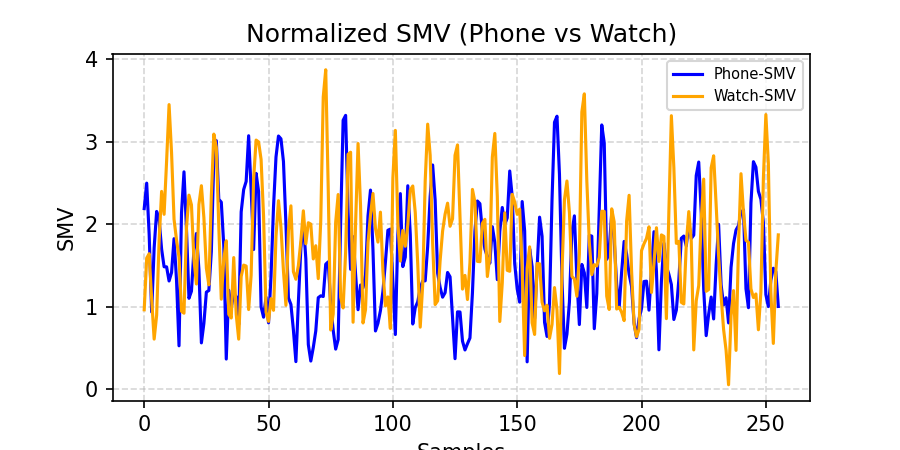 Normalized SMV (Phone vs Watch)
Phone-SMV
Watch-SMV
SMV
4
3
2
1
0
0 50 100 150 200 250
Samples